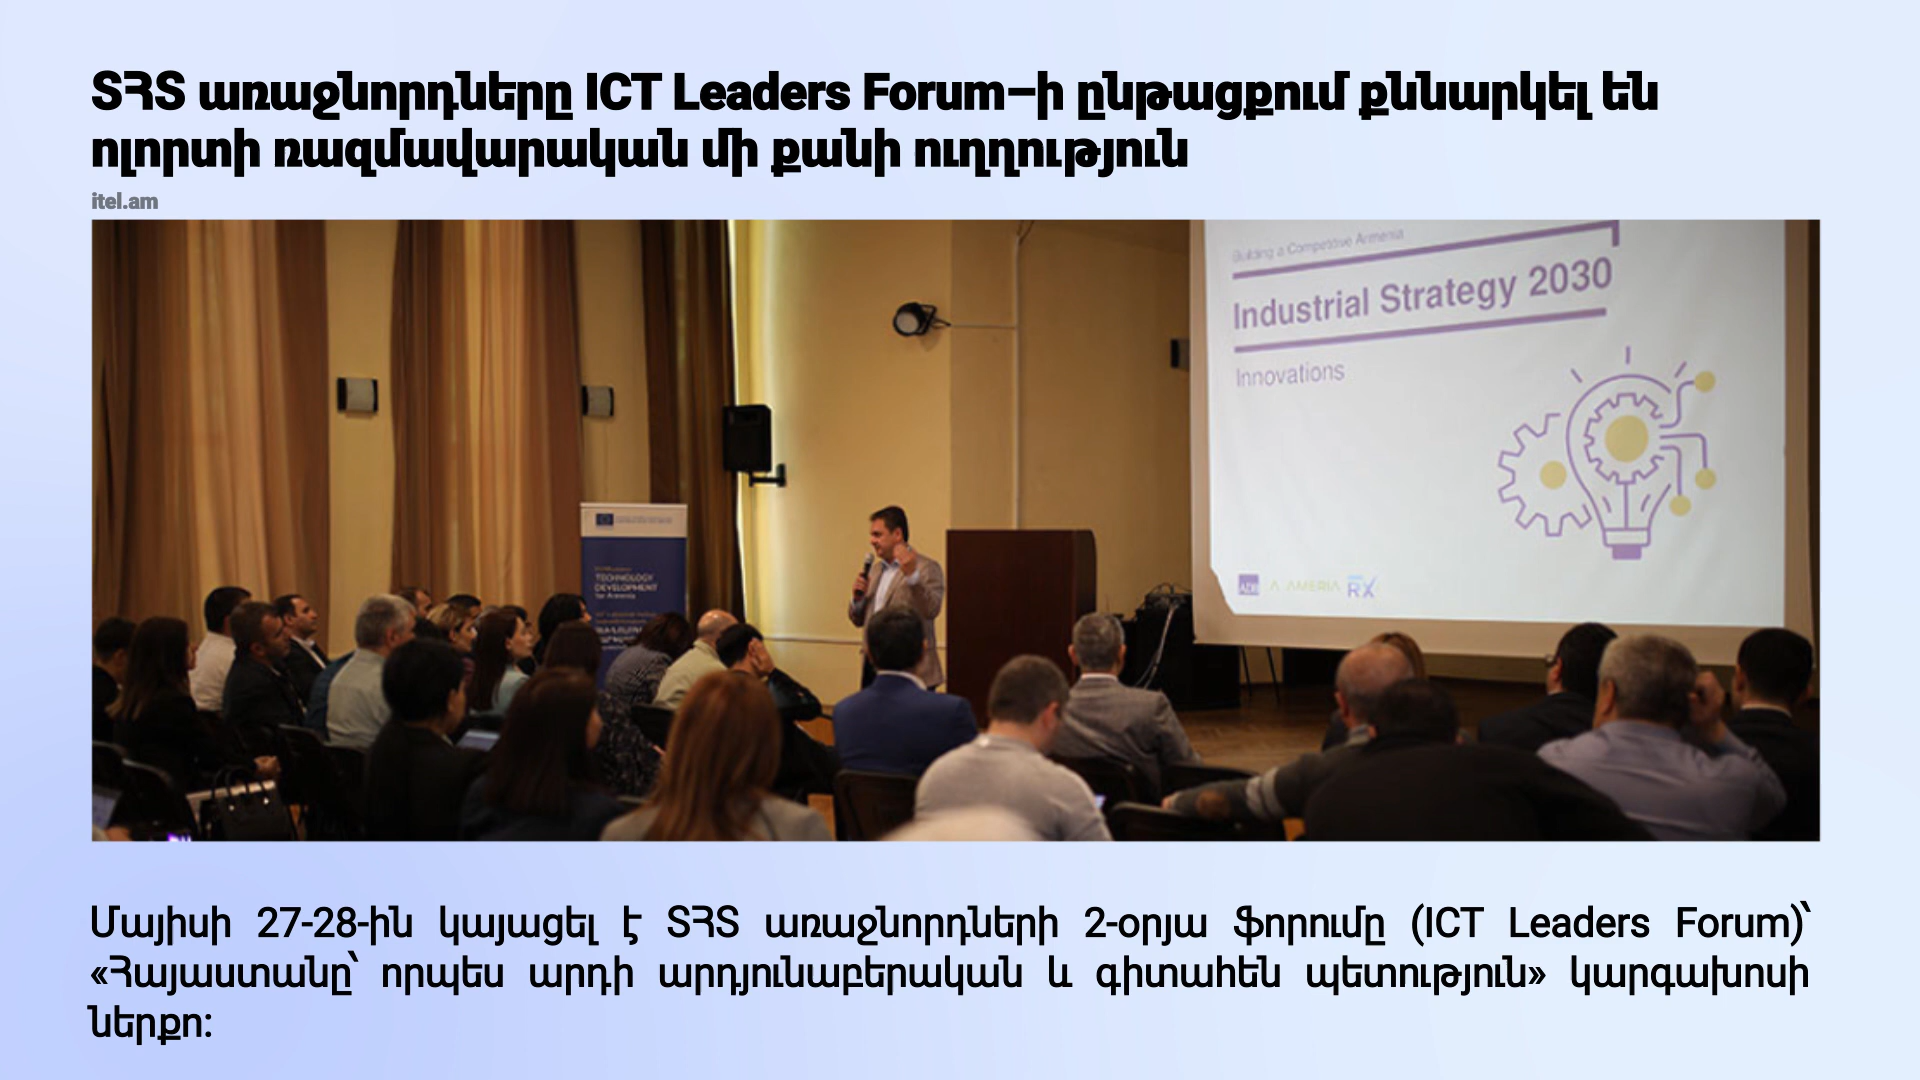 ՏՀՏ առաջնորդները ICT Leaders Forum–ի ընթացքում քննարկել են
ոլորտի ռազմավարական մի քանի ուղղություն
itel.am
Building a Competitive Armenia
Industrial Strategy 2030
Innovations
TECHNOLOGY
DEVELOPMENT
for Armenia
AMERIA
RX
Մայիսի 27-28-ին կայացել է ՏՀՏ առաջնորդների 2-օրյա ֆորումը (ICT Leaders Forum)՝
«Հայաստանը՝ որպես արդի արդյունաբերական և գիտահեն պետություն» կարգախոսի
ներքո: